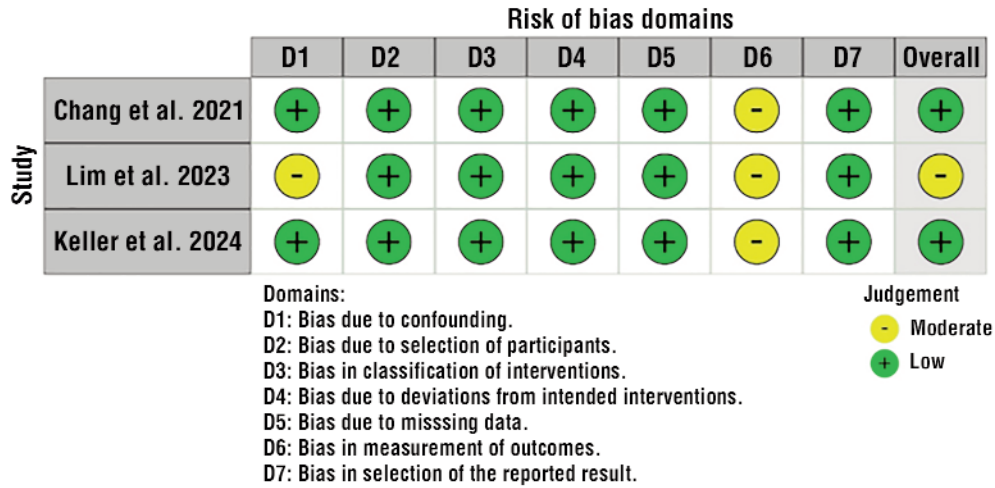 Risk of bias domains
D1 D2 D3 D4 D5 D6 D7 Overall
Study
Chang et al. 2021 + + + + + - + +
Lim et al. 2023 - + + + + - + -
Keller et al. 2024 + + + + + - + +
Domains:
D1: Bias due to confounding.
D2: Bias due to selection of participants.
D3: Bias in classification of interventions.
D4: Bias due to deviations from intended interventions.
D5: Bias due to misssing data.
D6: Bias in measurement of outcomes.
D7: Bias in selection of the reported result.
Judgement
- Moderate
+ Low